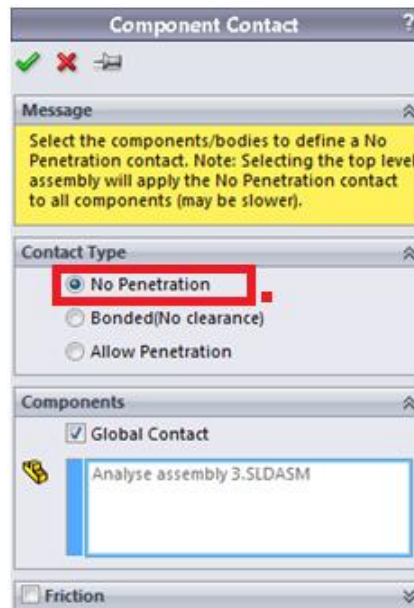 Component Contact ?
Message
Select the components/bodies to define a No
Penetration contact. Note: Selecting the top level
assembly will apply the No Penetration contact
to all components (may be slower).
Contact Type
No Penetration
Bonded(No clearance)
Allow Penetration
Components
Global Contact
Analyse assembly 3.SLDASM
Friction